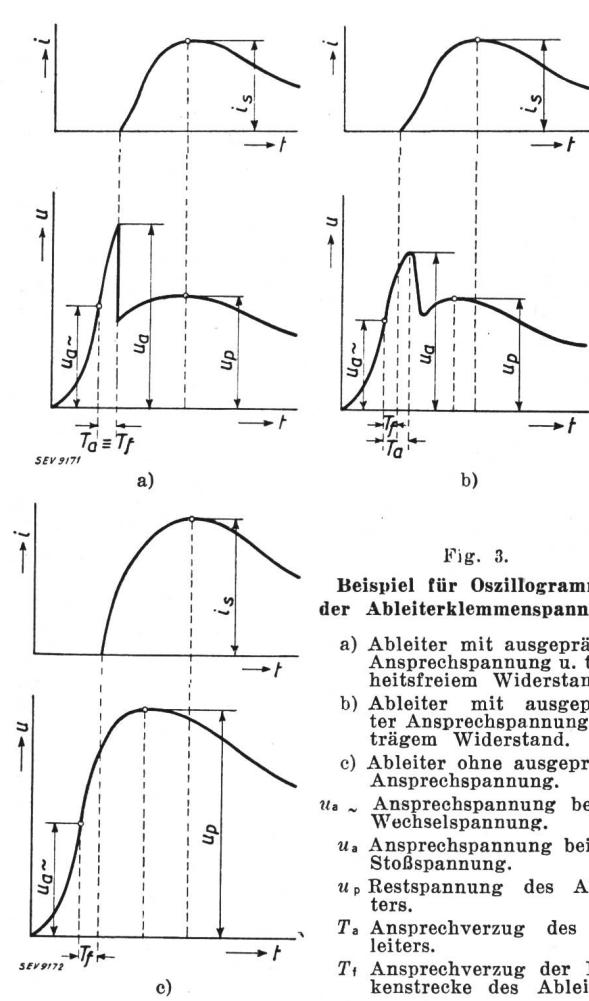 i
i_s
t
i
i_s
t
u
u_a~
u_a
u_p
t
T_a ≡ T_f
SEV 9171
a)
u
u_a~
u_a
u_p
t
T_f
T_a
b)
i
i_s
t
u
u_a~
u_p
t
T_f
SEV 9172
c)
Fig. 3.
Beispiel für Oszillogramm
der Ableiterklemmenspann
a) Ableiter mit ausgeprä
Ansprechspannung u. t
heitsfreiem Widerstan
b) Ableiter mit ausgep
ter Ansprechspannung
trägem Widerstand.
c) Ableiter ohne ausgepr
Ansprechspannung.
u_a ~ Ansprechspannung be
Wechselspannung.
u_a Ansprechspannung bei
Stoßspannung.
u_p Restspannung des A
ters.
T_a Ansprechverzug des
leiters.
T_f Ansprechverzug der
kenstrecke des Ablei